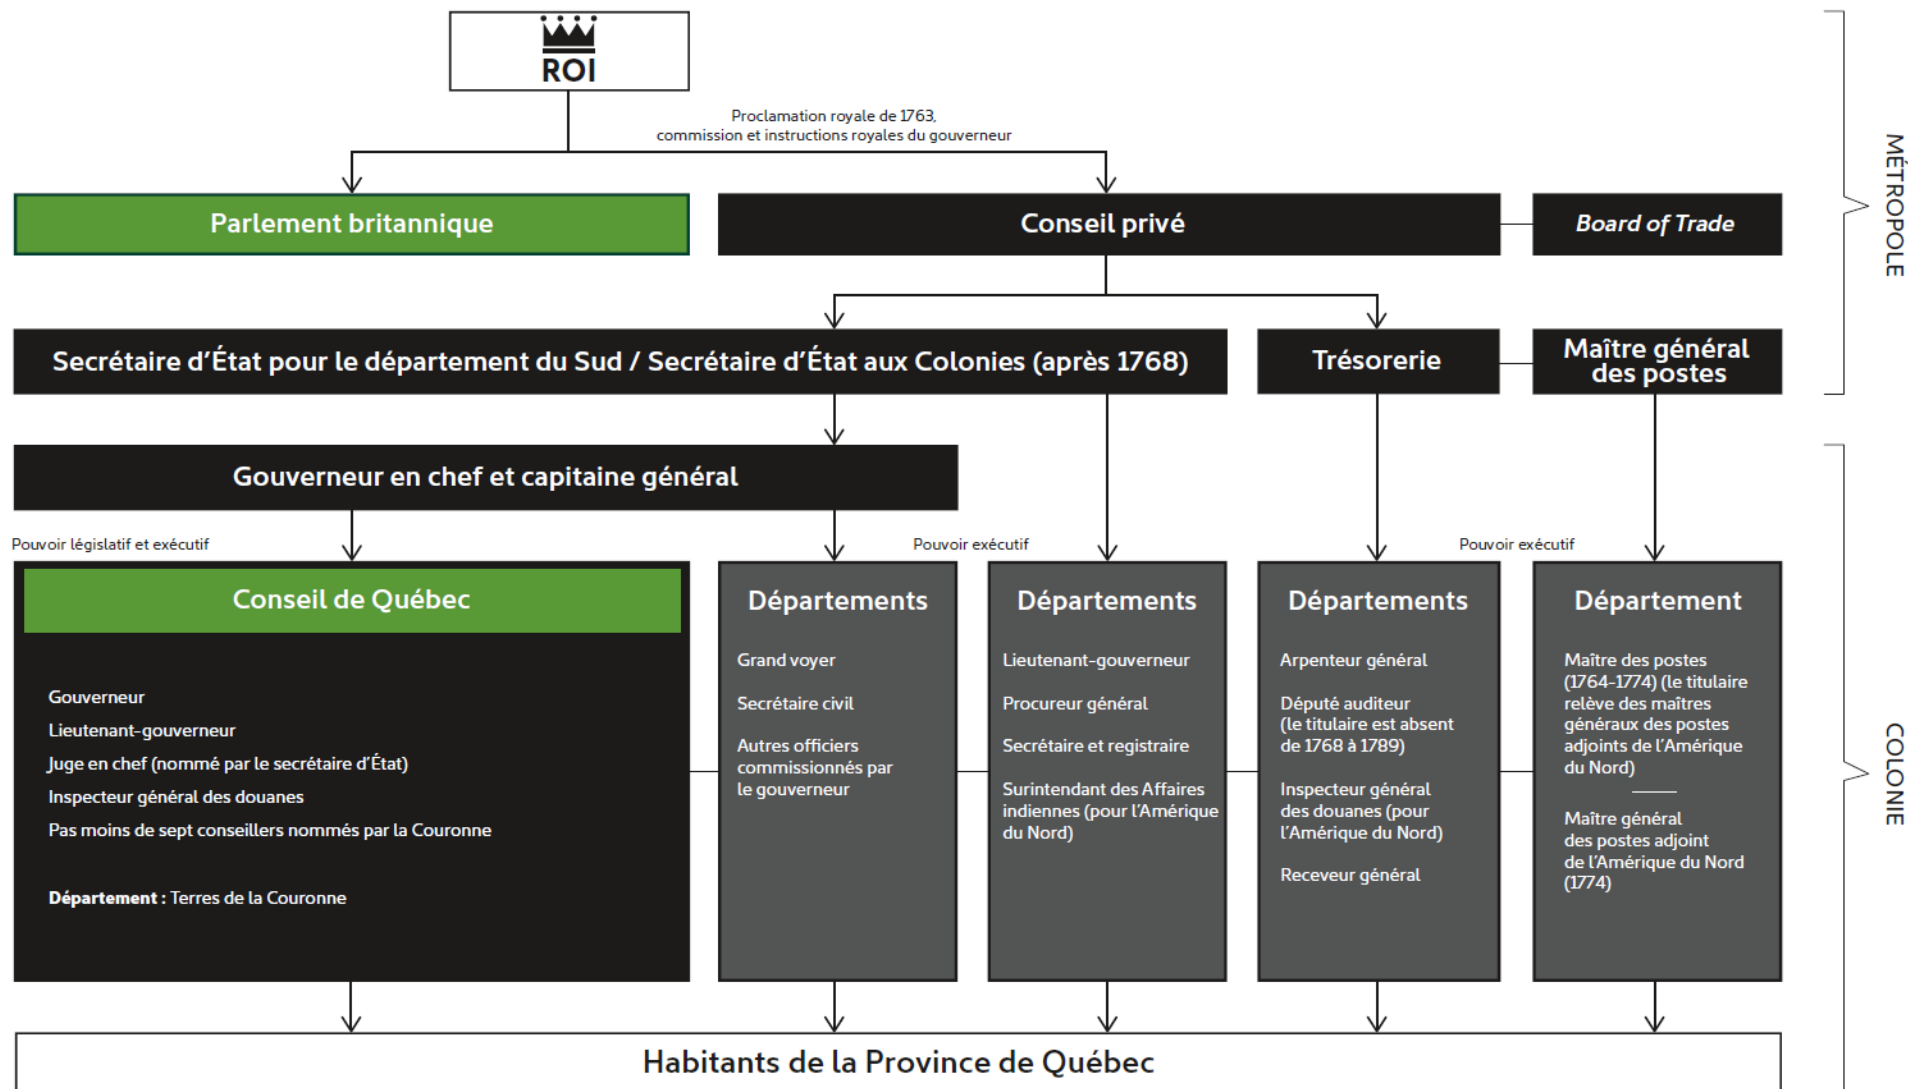 ROI
Proclamation royale de 1763,
commission et instructions royales du gouverneur
Parlement britannique
Conseil privé
Board of Trade
MÉTROPOLE
Secrétaire d'État pour le département du Sud / Secrétaire d'État aux Colonies (après 1768)
Trésorerie
Maître général
des postes
Gouverneur en chef et capitaine général
Pouvoir législatif et exécutif
Pouvoir exécutif
Pouvoir exécutif
Conseil de Québec
Gouverneur
Lieutenant-gouverneur
Juge en chef (nommé par le secrétaire d'État)
Inspecteur général des douanes
Pas moins de sept conseillers nommés par la Couronne
Département : Terres de la Couronne
Départements
Grand voyer
Secrétaire civil
Autres officiers
commissionnés par
le gouverneur
Départements
Lieutenant-gouverneur
Procureur général
Secrétaire et registraire
Surintendant des Affaires
indiennes (pour l'Amérique
du Nord)
Départements
Arpenteur général
Député auditeur
(le titulaire est absent
de 1768 à 1789)
Inspecteur général
des douanes (pour
l'Amérique du Nord)
Receveur général
Département
Maître des postes
(1764-1774) (le titulaire
relève des maîtres
généraux des postes
adjoints de l'Amérique
du Nord)
Maître général
des postes adjoint
de l'Amérique du Nord
(1774)
COLONIE
Habitants de la Province de Québec